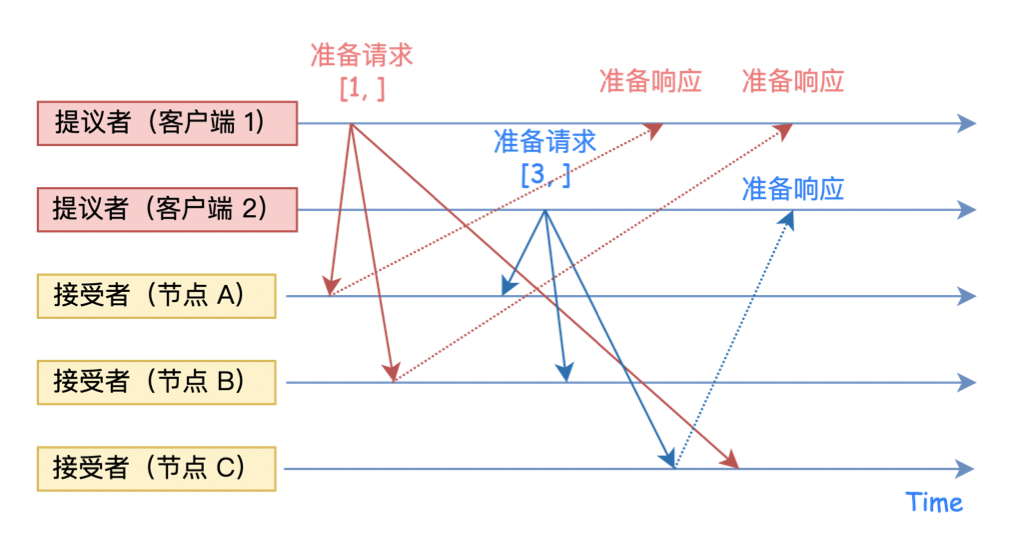 准备请求
[1, ]
准备响应
准备响应
提议者（客户端 1）
准备请求
[3, ]
提议者（客户端 2）
准备响应
接受者（节点 A）
接受者（节点 B）
接受者（节点 C）
Time